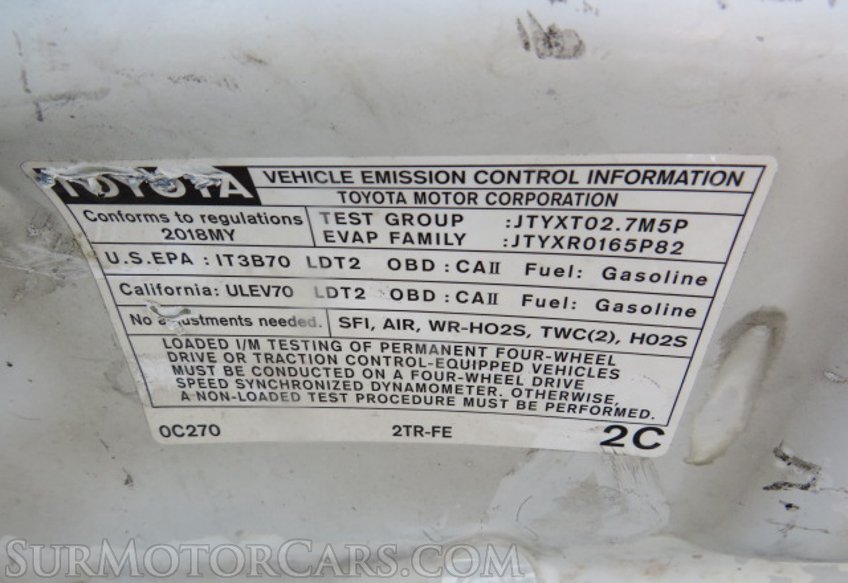 TOYOTA
VEHICLE EMISSION CONTROL INFORMATION
TOYOTA MOTOR CORPORATION
Conforms to regulations
2018MY
TEST GROUP :JTYXT02.7M5P
EVAP FAMILY :JTYXR0165P82
U.S.EPA : IT3B70 LDT2 OBD : CAII Fuel: Gasoline
California: ULEV70 LDT2 OBD : CAII Fuel: Gasoline
No adjustments needed.
SFI, AIR, WR-HO2S, TWC(2), HO2S
LOADED I/M TESTING OF PERMANENT FOUR-WHEEL
DRIVE OR TRACTION CONTROL-EQUIPPED VEHICLES
MUST BE CONDUCTED ON A FOUR-WHEEL DRIVE
SPEED SYNCHRONIZED DYNAMOMETER. OTHERWISE,
A NON-LOADED TEST PROCEDURE MUST BE PERFORMED.
0C270 2TR-FE 2C
SURMOTORCARS.COM